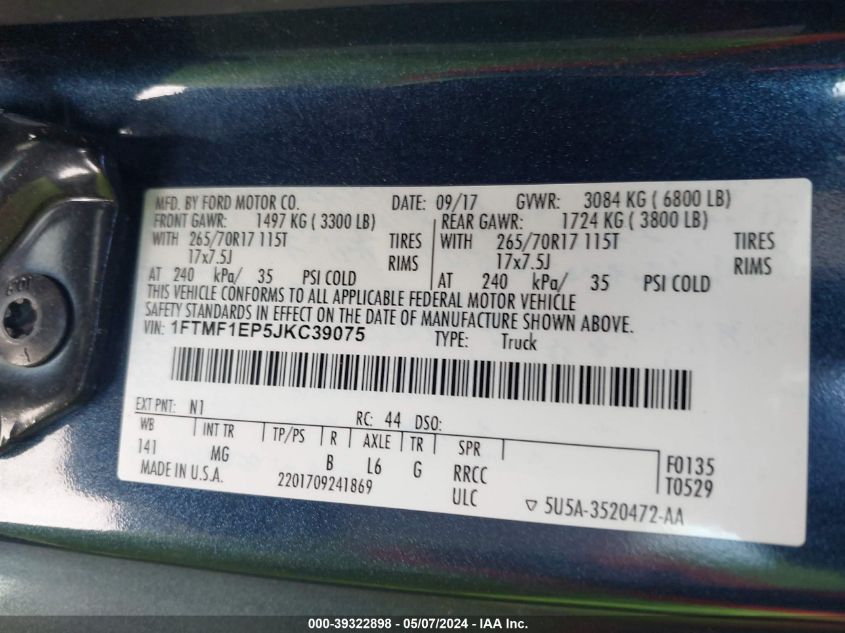 MFD. BY FORD MOTOR CO. DATE: 09/17 GVWR: 3084 KG ( 6800 LB)
FRONT GAWR: 1497 KG ( 3300 LB) REAR GAWR: 1724 KG ( 3800 LB)
WITH 265/70R17 115T TIRES WITH 265/70R17 115T TIRES
17x7.5J RIMS 17x7.5J RIMS
AT 240 kPa/ 35 PSI COLD AT 240 kPa/ 35 PSI COLD
THIS VEHICLE CONFORMS TO ALL APPLICABLE FEDERAL MOTOR VEHICLE
SAFETY STANDARDS IN EFFECT ON THE DATE OF MANUFACTURE SHOWN ABOVE.
VIN: 1FTMF1EP5JKC39075 TYPE: Truck
EXT PNT: N1 RC: 44 DSO:
WB INT TR TP/PS R AXLE TR SPR F0135
141 MG B L6 G RRCC T0529
MADE IN U.S.A. 2201709241869 ULC 5U5A-3520472-AA
000-39322898 - 05/07/2024 - IAA Inc.